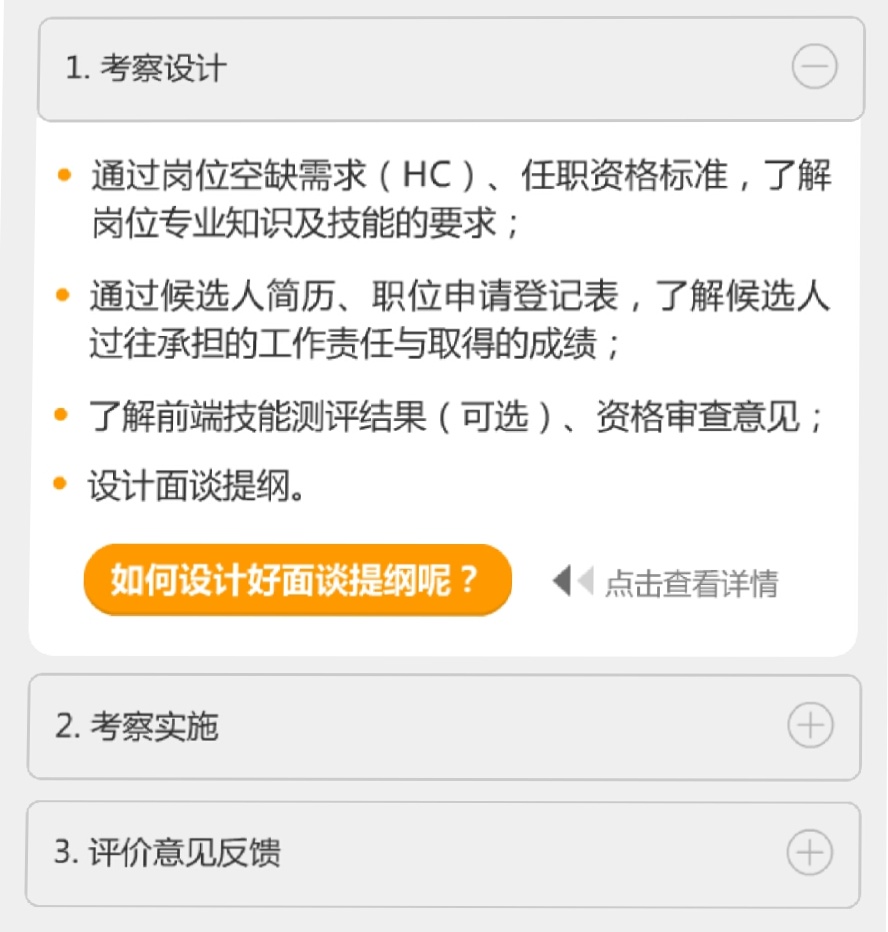 1. 考察设计
通过岗位空缺需求（HC）、任职资格标准，了解
岗位专业知识及技能的要求；
通过候选人简历、职位申请登记表，了解候选人
过往承担的工作责任与取得的成绩；
了解前端技能测评结果（可选）、资格审查意见；
设计面谈提纲。
如何设计好面谈提纲呢？
点击查看详情
2. 考察实施
3. 评价意见反馈